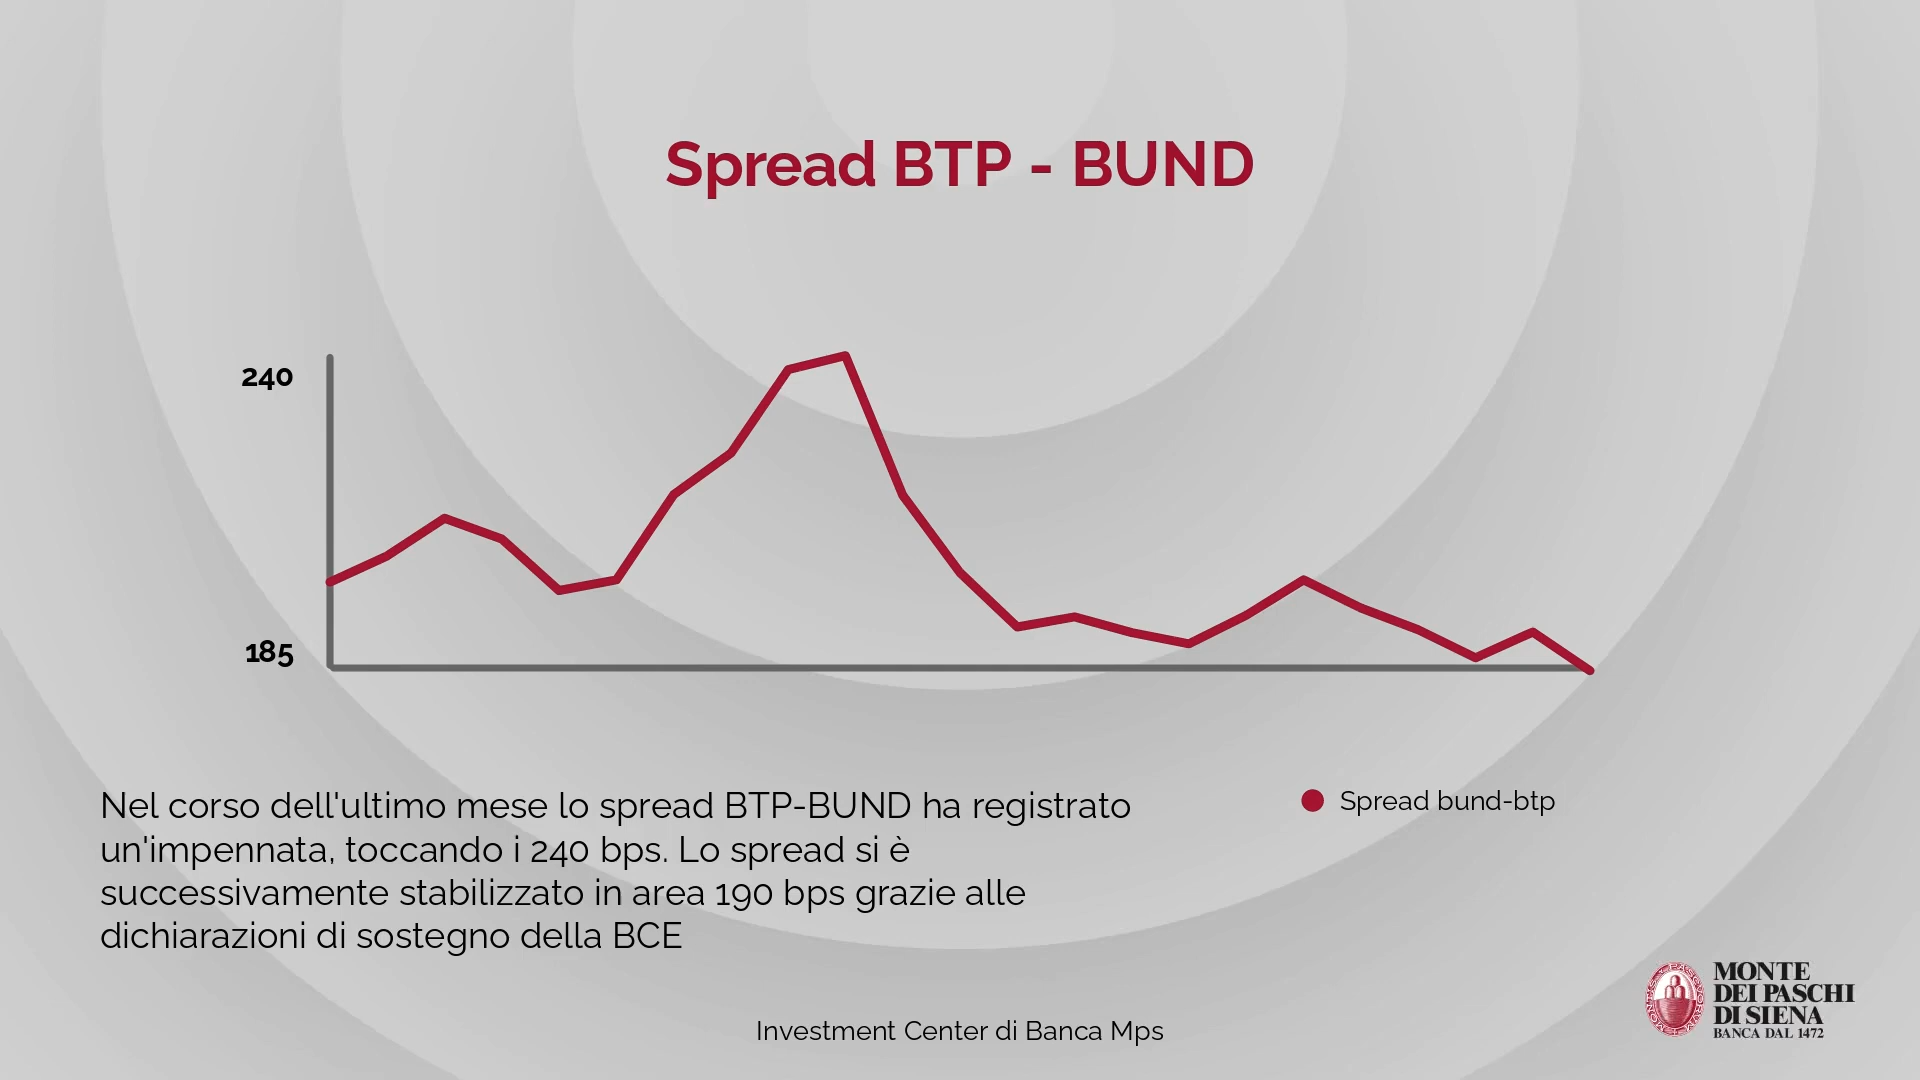 Spread BTP - BUND
240
185
Nel corso dell'ultimo mese lo spread BTP-BUND ha registrato
un'impennata, toccando i 240 bps. Lo spread si è
successivamente stabilizzato in area 190 bps grazie alle
dichiarazioni di sostegno della BCE
Spread bund-btp
MONTE
DEI PASCHI
DI SIENA
BANCA DAL 1472
Investment Center di Banca Mps